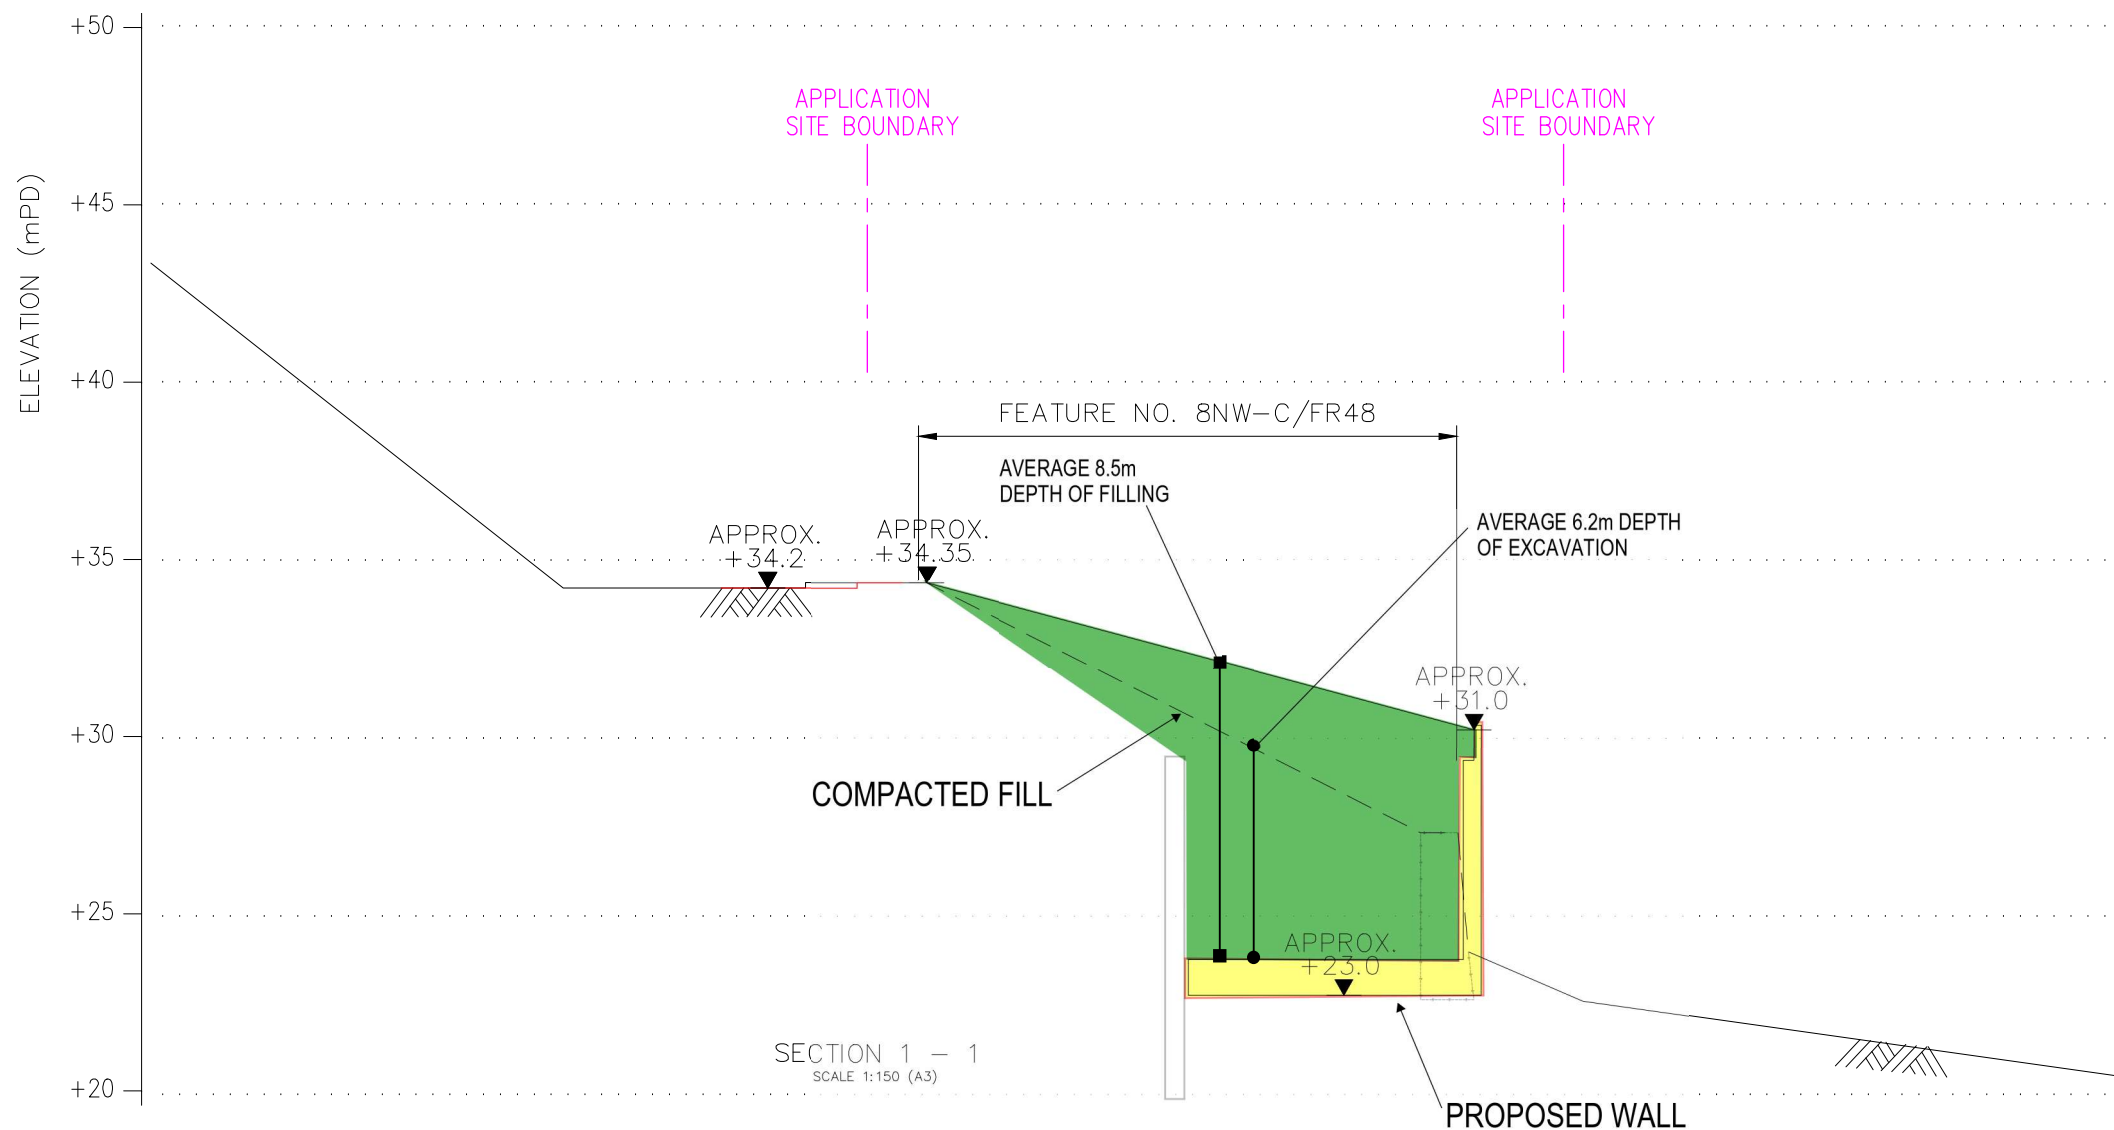 +50
APPLICATION
SITE BOUNDARY
APPLICATION
SITE BOUNDARY
+45
ELEVATION (mPD)
+40
FEATURE NO. 8NW-C/FR48
AVERAGE 8.5m
DEPTH OF FILLING
AVERAGE 6.2m DEPTH
OF EXCAVATION
APPROX.
+34.2
APPROX.
+34.35
+35
APPROX.
+31.0
+30
COMPACTED FILL
+25
APPROX.
+23.0
SECTION 1 - 1
SCALE 1:150 (A3)
+20
PROPOSED WALL